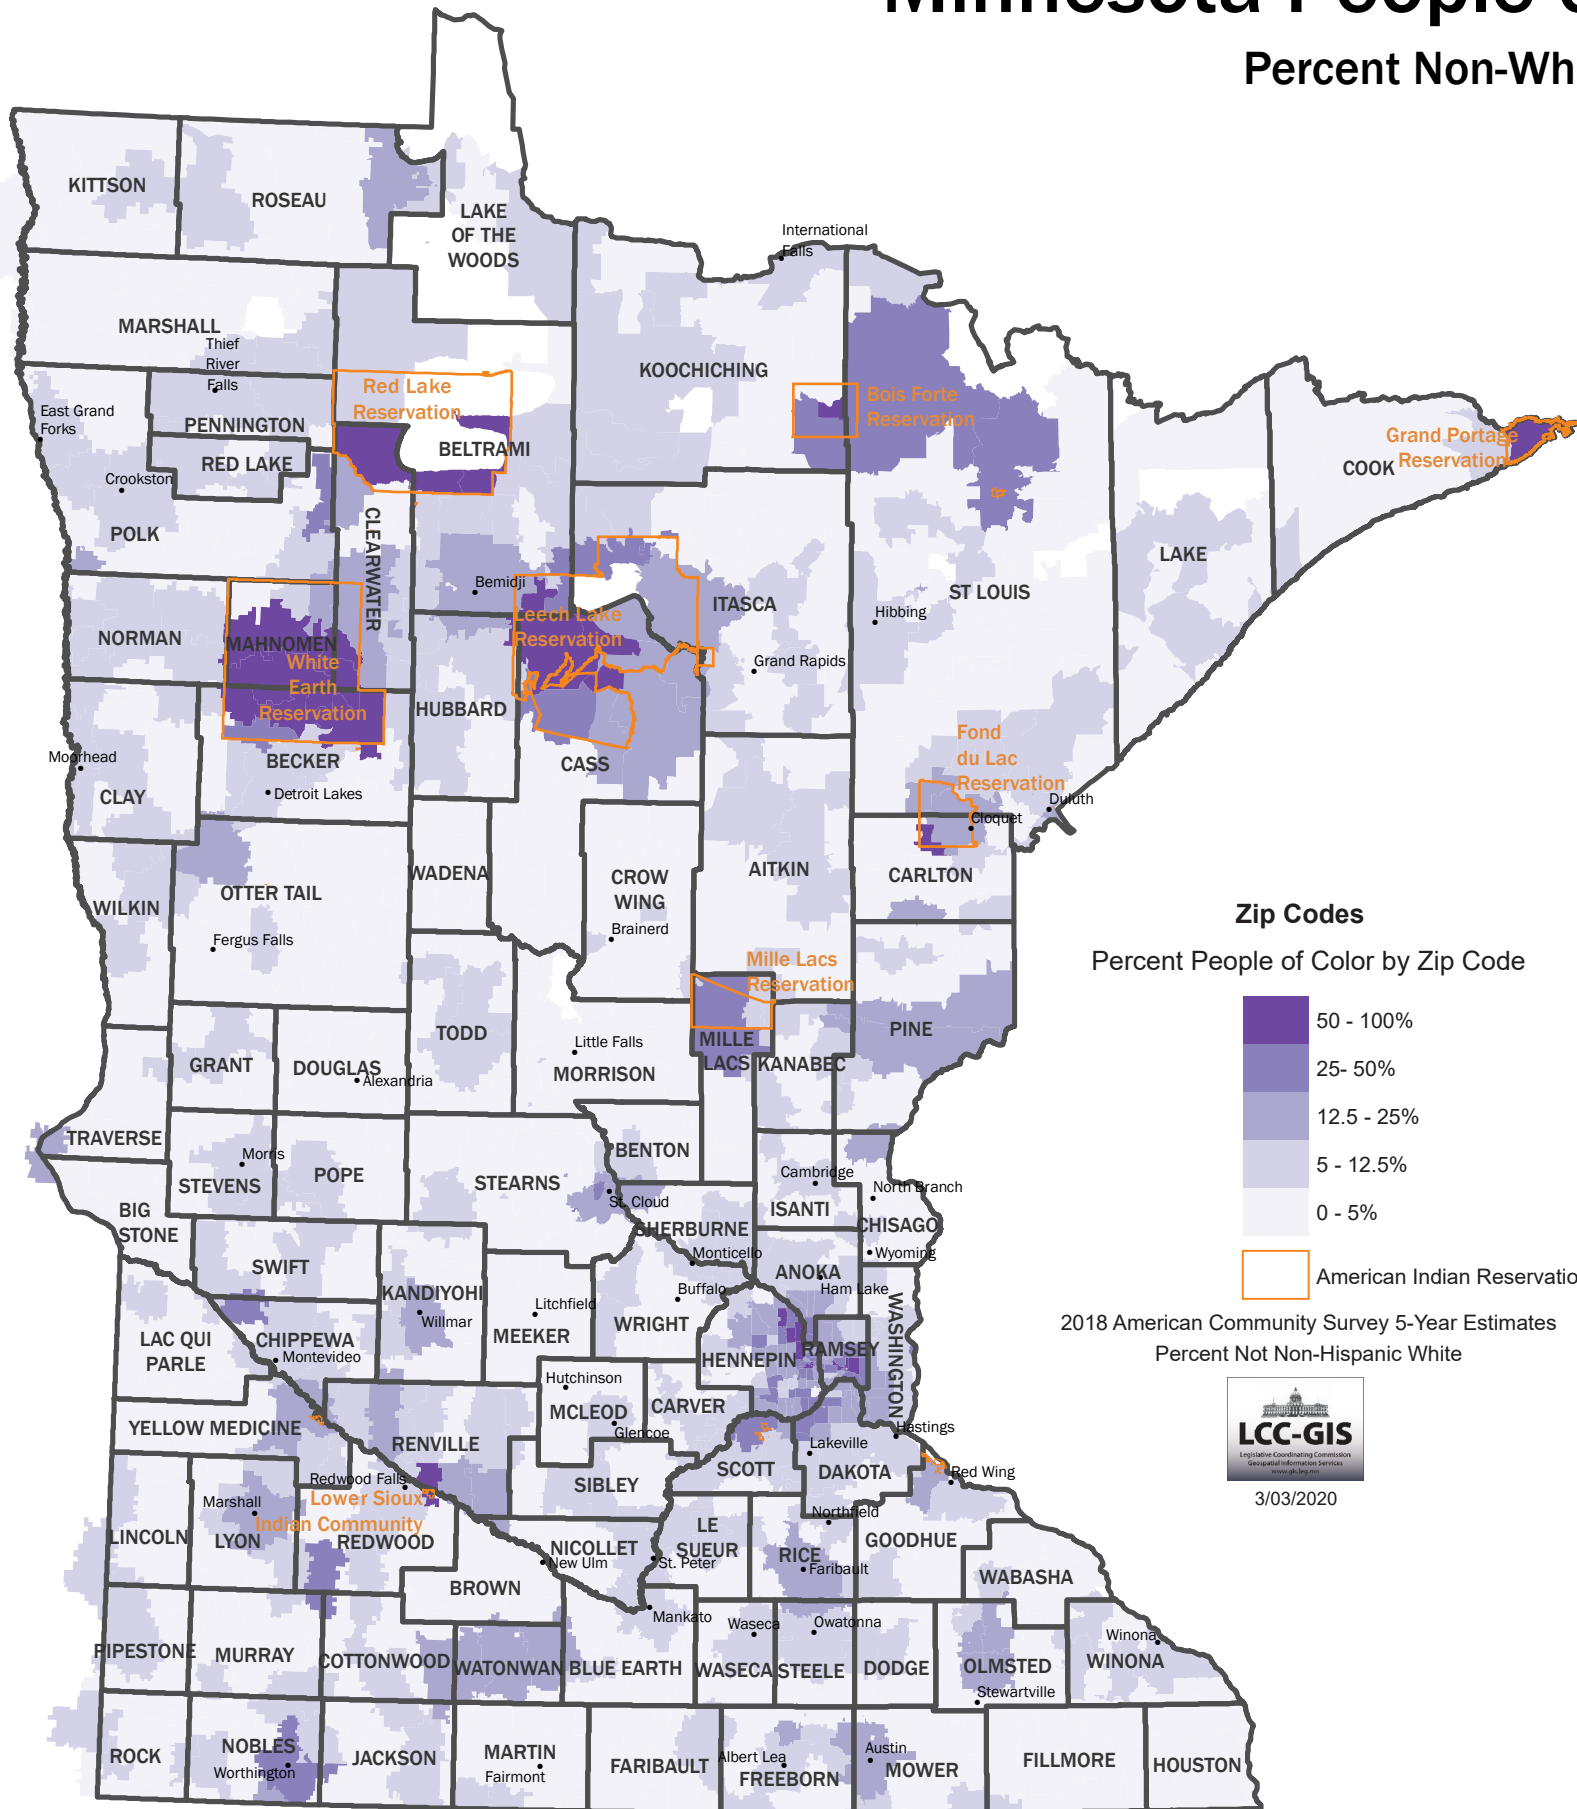 Minnesota People
Percent Non-Wh
KITTSON
ROSEAU
LAKE
OF THE
WOODS
International
Falls
MARSHALL
Thief
River
Falls
KOOCHICHING
Red Lake
Reservation
Bois Forte
Reservation
East Grand
Forks
PENNINGTON
BELTRAMI
RED LAKE
Grand Portage
Reservation
COOK
Crookston
POLK
CLEARWATER
LAKE
Bemidji
ST LOUIS
ITASCA
Hibbing
Leech Lake
Reservation
NORMAN
MAHNOMEN
White
Earth
Reservation
Grand Rapids
HUBBARD
Fond
du Lac
Reservation
Moorhead
BECKER
CASS
CLAY
Detroit Lakes
Duluth
Cloquet
WADENA
CROW
WING
AITKIN
CARLTON
OTTER TAIL
WILKIN
Brainerd
Fergus Falls
Mille Lacs
Reservation
Zip Codes
Percent People of Color by Zip Code
50 - 100%
25- 50%
12.5 - 25%
5 - 12.5%
0 - 5%
American Indian Reservatio
2018 American Community Survey 5-Year Estimates
Percent Not Non-Hispanic White
LCC-GIS
Legislative Coordinating Commission
Geospatial Information Services
www.gis.leg.mn
3/03/2020
TODD
PINE
MILLE
LACS
KANABEC
Little Falls
MORRISON
GRANT
DOUGLAS
Alexandria
TRAVERSE
BENTON
Morris
STEVENS
POPE
STEARNS
St. Cloud
Cambridge
North Branch
ISANTI
CHISAGO
BIG
STONE
SHERBURNE
Monticello
Wyoming
SWIFT
ANOKA
Ham Lake
KANDIYOHI
Buffalo
WASHINGTON
Litchfield
Willmar
MEEKER
WRIGHT
LAC QUI
PARLE
CHIPPEWA
Montevideo
HENNEPIN
RAMSEY
Hutchinson
MCLEOD
CARVER
Glencoe
YELLOW MEDICINE
RENVILLE
Hastings
Lakeville
SCOTT
DAKOTA
Red Wing
Redwood Falls
SIBLEY
Lower Sioux
Indian Community
Marshall
LINCOLN
LYON
REDWOOD
Northfield
LE
SUEUR
GOODHUE
NICOLLET
New Ulm
St. Peter
RICE
Faribault
BROWN
WABASHA
Mankato
Waseca
Owatonna
Winona
PIPESTONE
MURRAY
COTTONWOOD
WATONWAN
BLUE EARTH
WASECA
STEELE
DODGE
OLMSTED
WINONA
Stewartville
ROCK
NOBLES
Worthington
JACKSON
MARTIN
Fairmont
FARIBAULT
Albert Lea
FREEBORN
Austin
MOWER
FILLMORE
HOUSTON